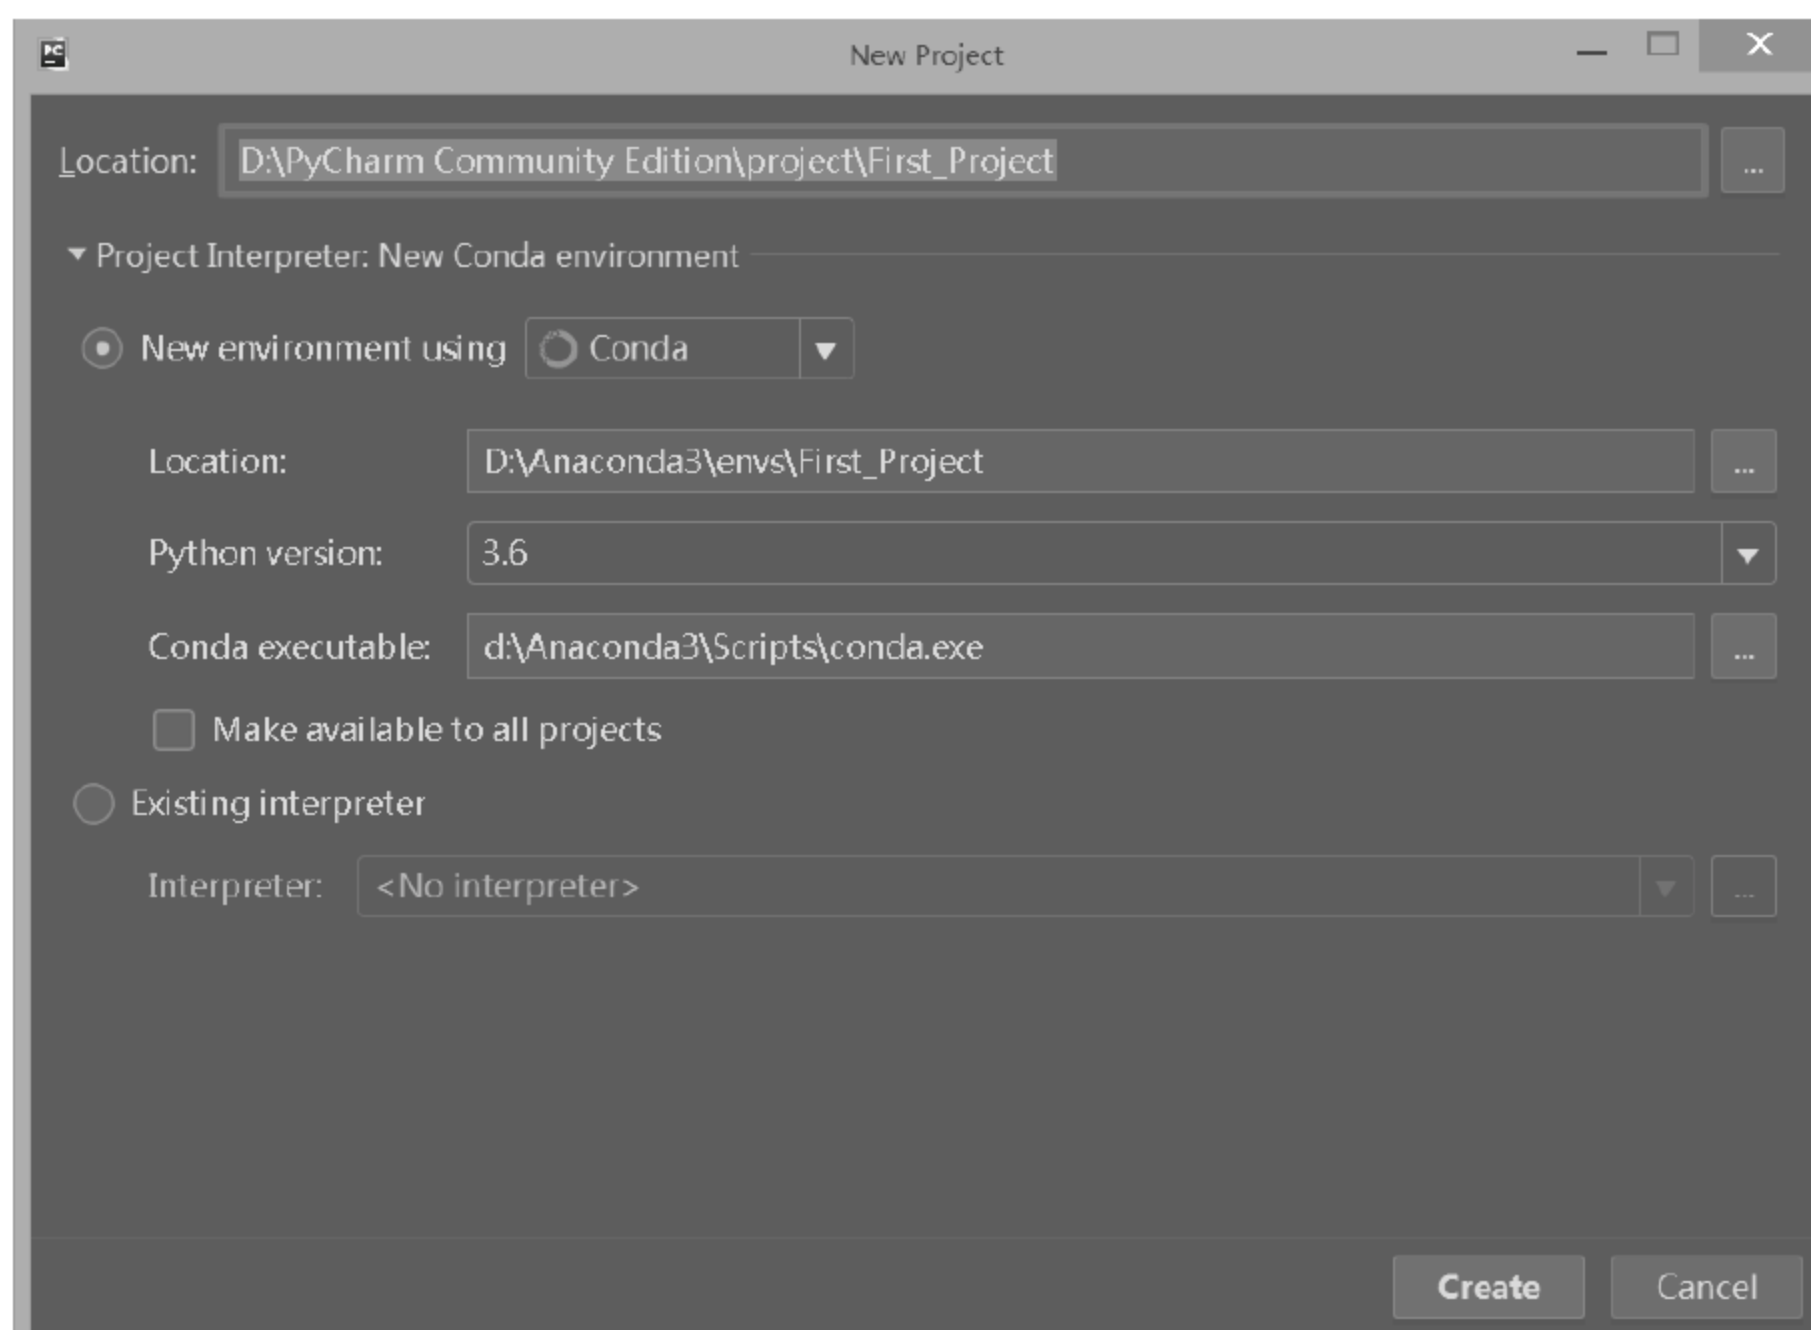 PC
New Project
Location: D:\PyCharm Community Edition\project\First_Project ...
Project Interpreter: New Conda environment
New environment using Conda
Location: D:\Anaconda3\envs\First_Project ...
Python version: 3.6
Conda executable: d:\Anaconda3\Scripts\conda.exe ...
Make available to all projects
Existing interpreter
Interpreter: <No interpreter> ...
Create Cancel